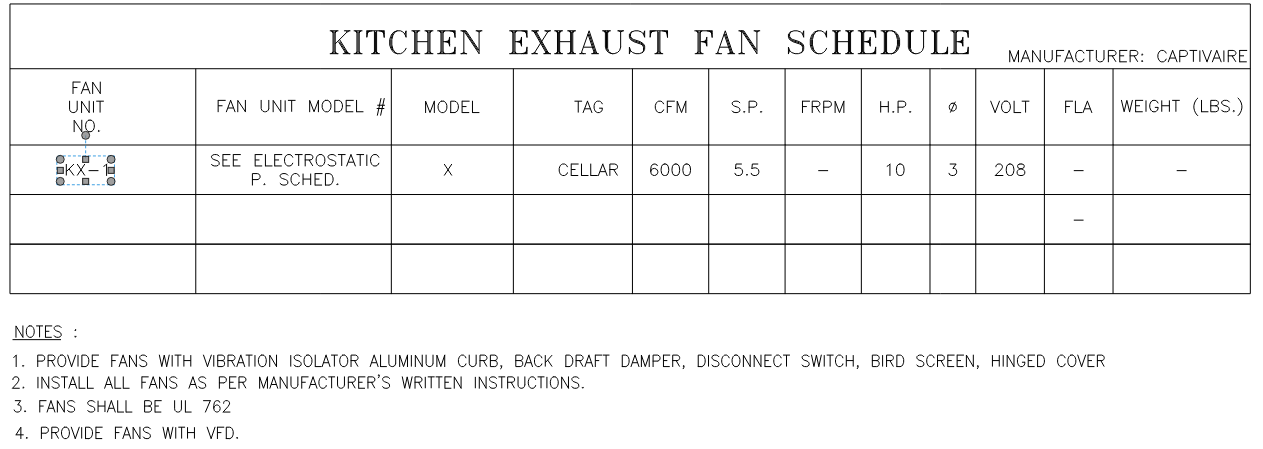 KITCHEN EXHAUST FAN SCHEDULE
MANUFACTURER: CAPTIVAIRE
FAN UNIT NO. FAN UNIT MODEL # MODEL TAG CFM S.P. FRPM H.P. ø VOLT FLA WEIGHT (LBS.)
KX-1 SEE ELECTROSTATIC P. SCHED. X CELLAR 6000 5.5 - - 10 3 208 - -
-
NOTES :
1. PROVIDE FANS WITH VIBRATION ISOLATOR ALUMINUM CURB, BACK DRAFT DAMPER, DISCONNECT SWITCH, BIRD SCREEN, HINGED COVER
2. INSTALL ALL FANS AS PER MANUFACTURER'S WRITTEN INSTRUCTIONS.
3. FANS SHALL BE UL 762
4. PROVIDE FANS WITH VFD.